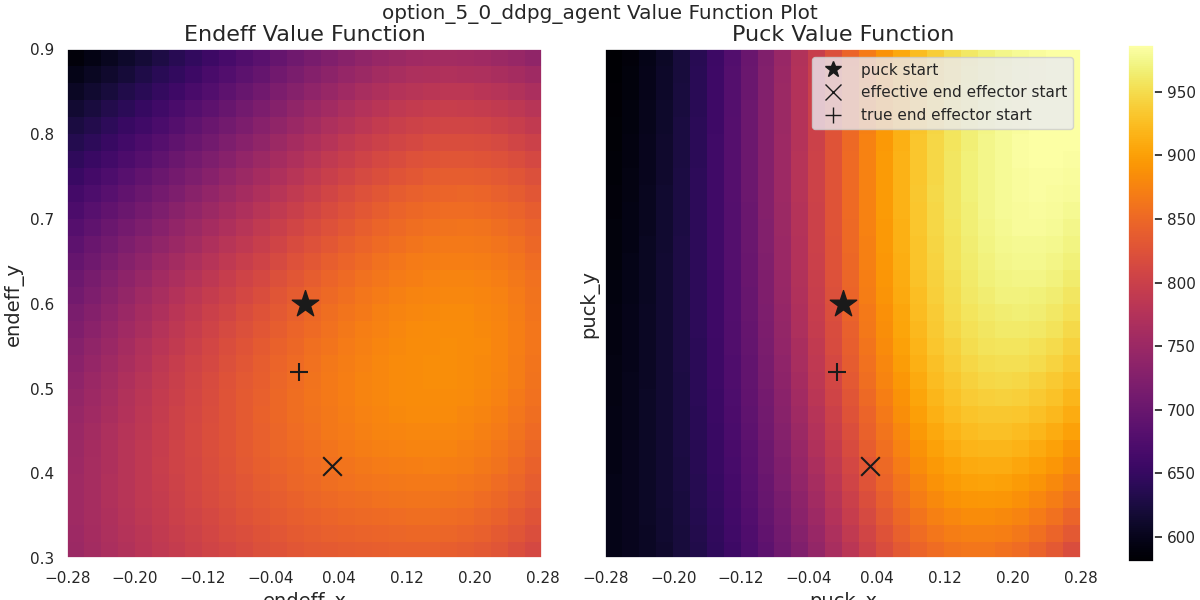 option_5_0_ddpg_agent Value Function Plot
Endeff Value Function
Puck Value Function
puck start
effective end effector start
true end effector start
endeff_y
0.9
0.8
0.7
0.6
0.5
0.4
0.3
−0.28 −0.20 −0.12 −0.04 0.04 0.12 0.20 0.28
endeff_x
puck_y
−0.28 −0.20 −0.12 −0.04 0.04 0.12 0.20 0.28
puck_x
950
900
850
800
750
700
650
600